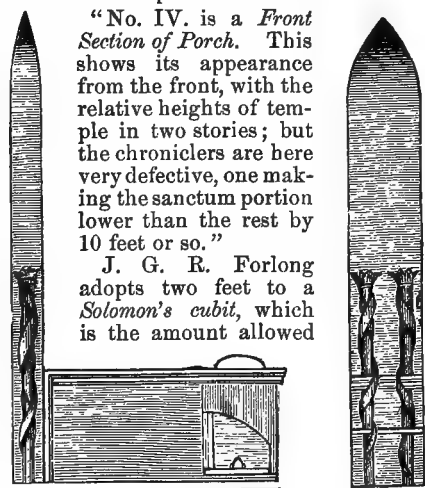 “No. IV. is a Front
Section of Porch. This
shows its appearance
from the front, with the
relative heights of tem-
ple in two stories; but
the chroniclers are here
very defective, one mak-
ing the sanctum portion
lower than the rest by
10 feet or so.”
J. G. R. Forlong
adopts two feet to a
Solomon’s cubit, which
is the amount allowed